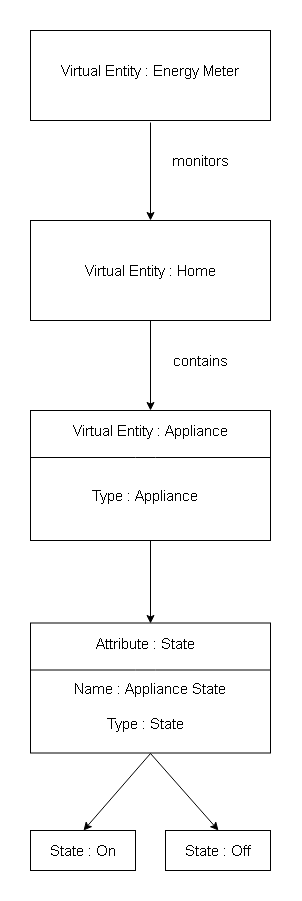 Virtual Entity : Energy Meter
monitors
Virtual Entity : Home
contains
Virtual Entity : Appliance
Type : Appliance
Attribute : State
Name : Appliance State
Type : State
State : On
State : Off